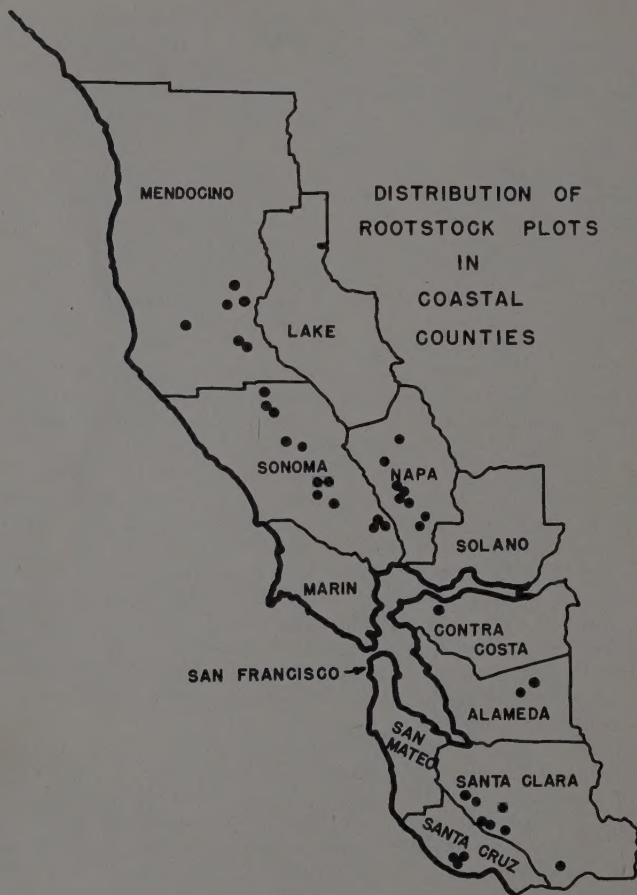 DISTRIBUTION OF
ROOTSTOCK PLOTS
IN
COASTAL
COUNTIES
MENDOCINO
LAKE
SONOMA
NAPA
SOLANO
MARIN
CONTRA
COSTA
SAN FRANCISCO
ALAMEDA
SAN
MATEO
SANTA CLARA
SANTA CRUZ